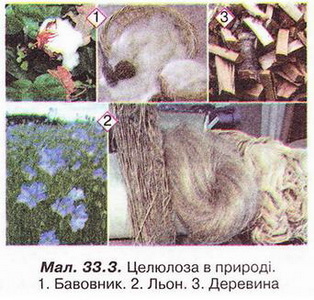 1
3
2
Мал. 33.3. Целюлоза в природі.
1. Бавовник. 2. Льон. 3. Деревина